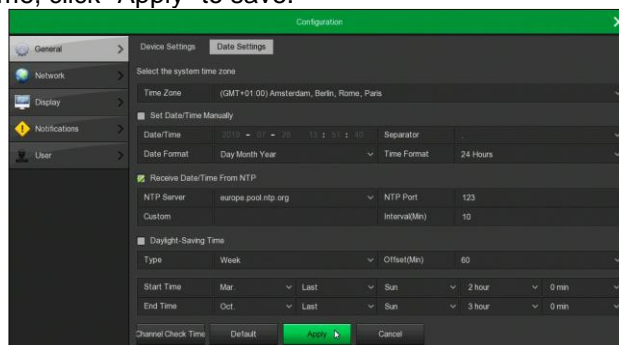 me, click "Apply" to save.
Configuration
General
Device Settings Date Settings
Select the system time zone
Network
Time Zone (GMT+01:00) Amsterdam, Berlin, Rome, Paris
Display
Set Date/Time Manually
Notifications
Date/Time 13 : 51 : 40 Separator .
User
Date Format Day Month Year Time Format 24 Hours
Receive Date/Time From NTP
NTP Server europe.pool.ntp.org NTP Port 123
Custom Interval(Min) 10
Daylight-Saving Time
Type Week Offset(Min) 60
Start Time Mar. Last Sun 2 hour 0 min
End Time Oct. Last Sun 3 hour 0 min
Channel Check Time Default Apply Cancel